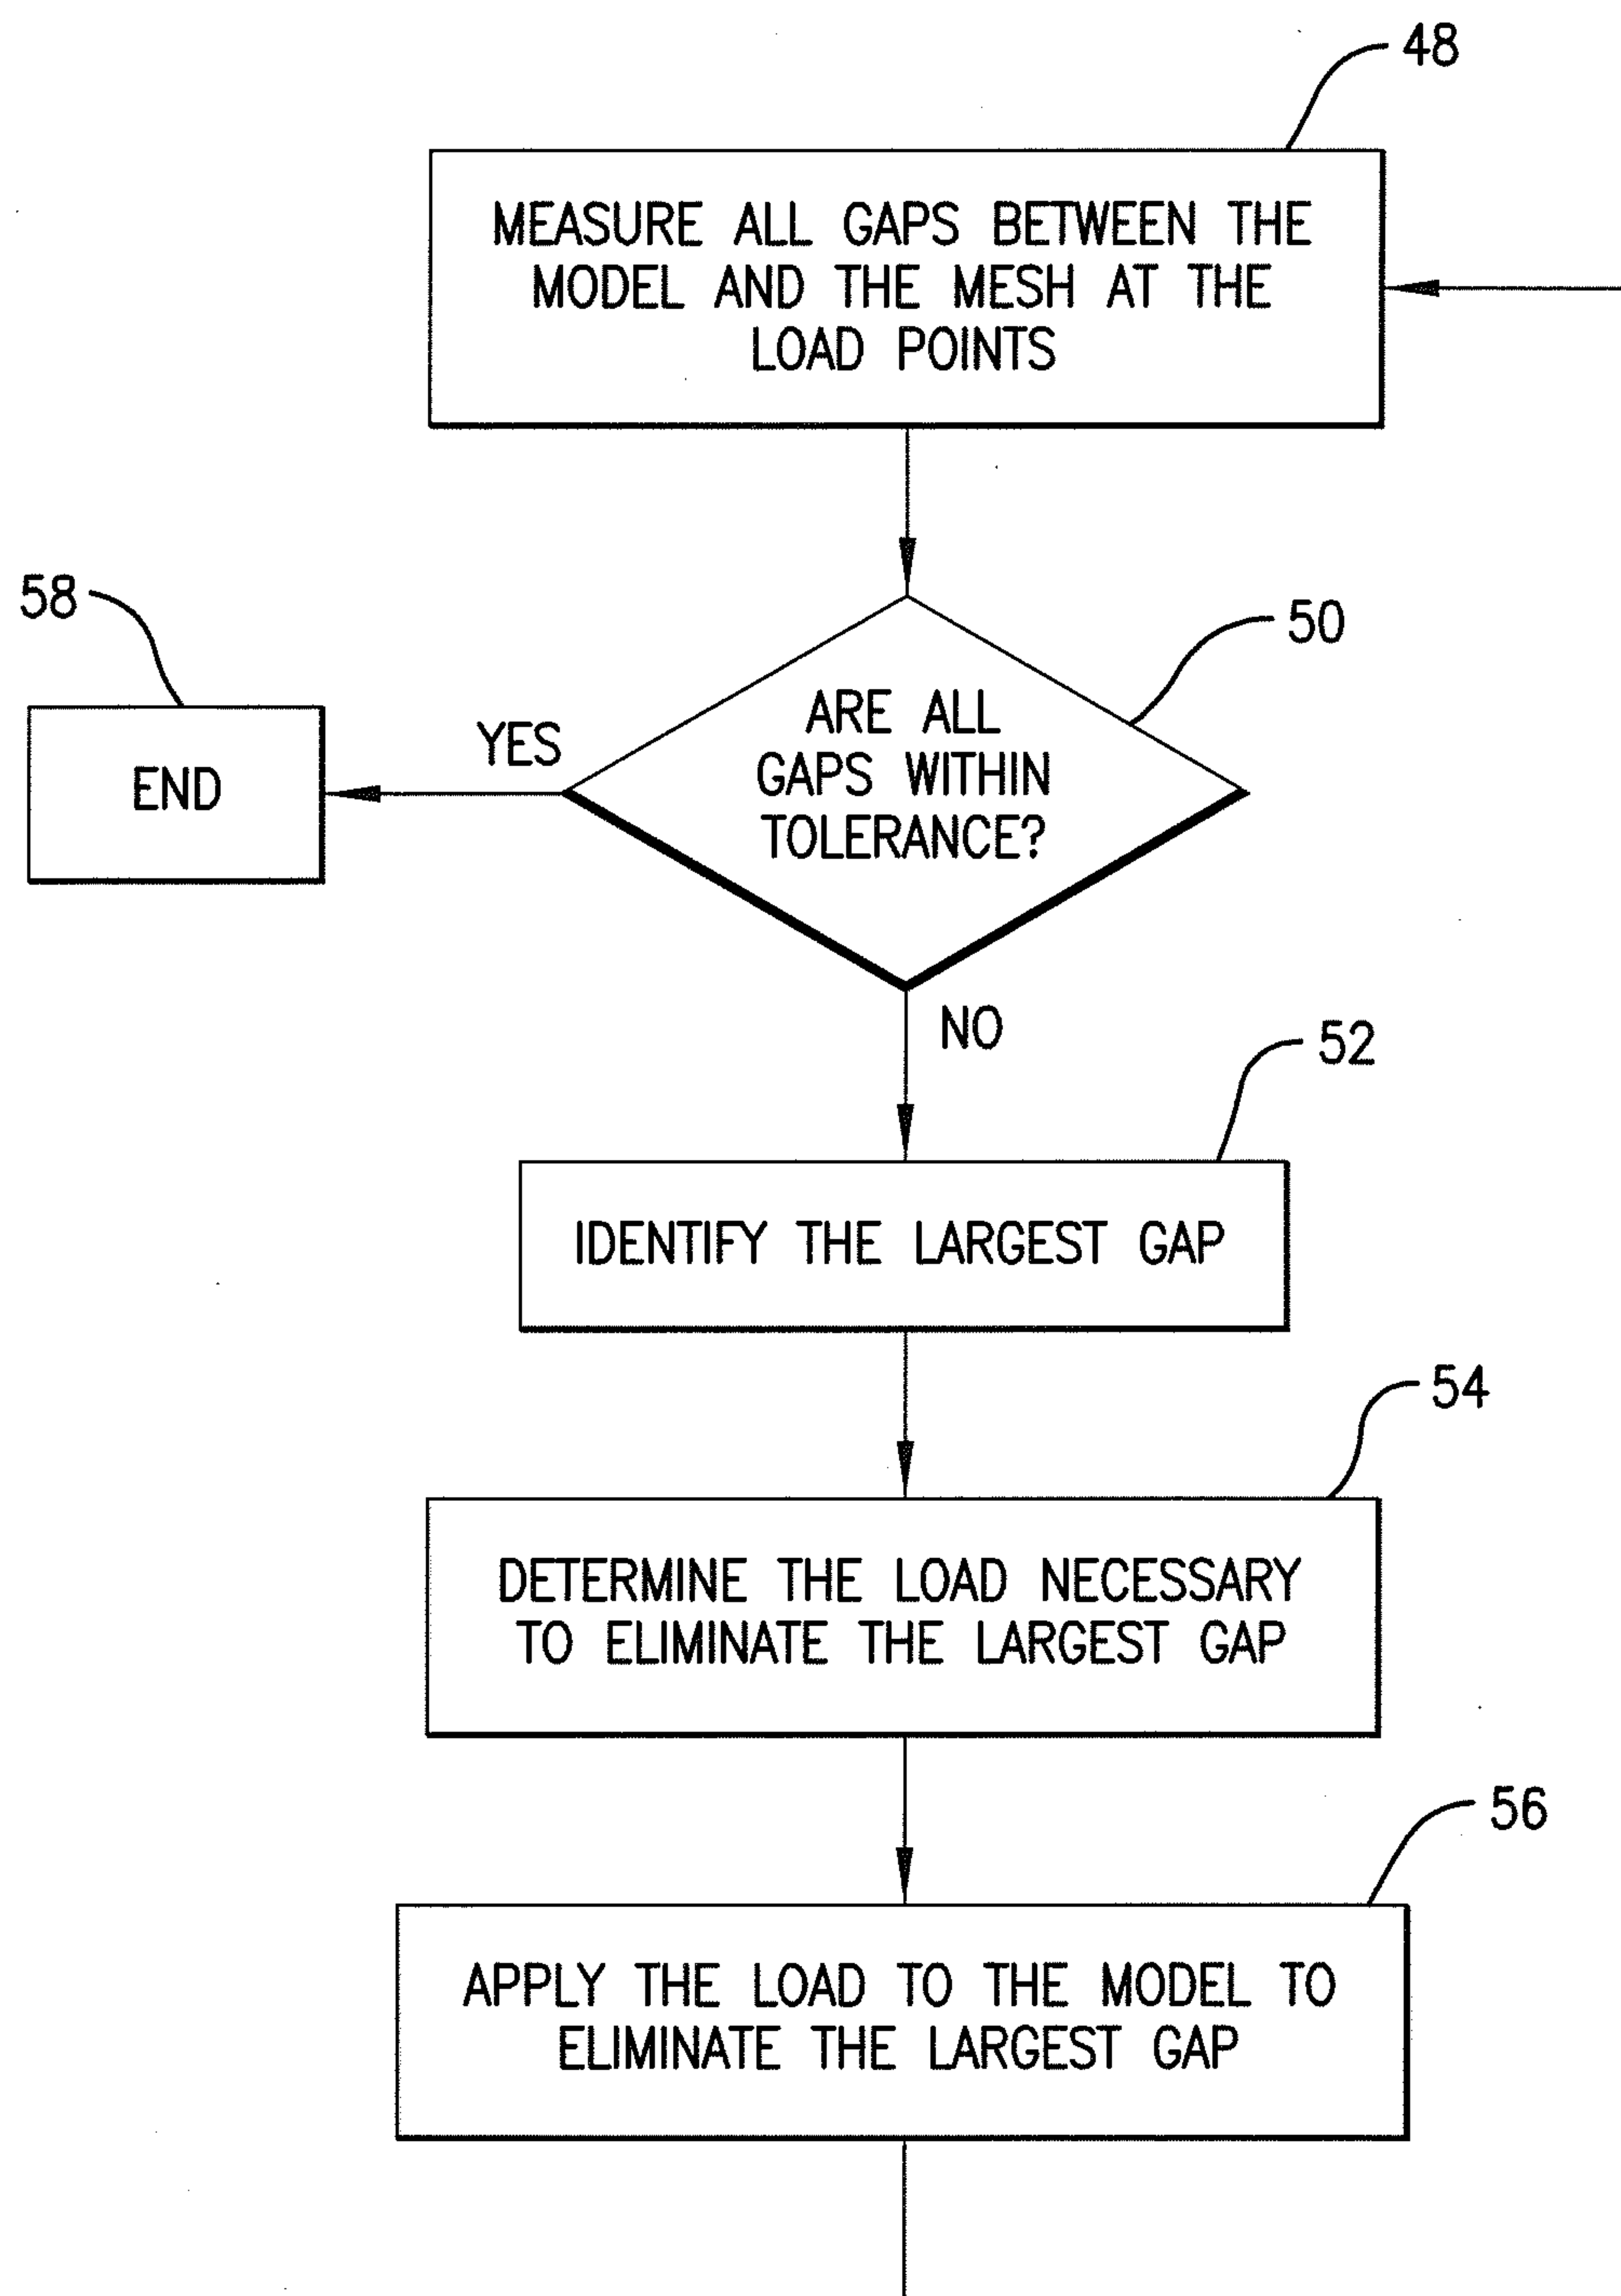 48
MEASURE ALL GAPS BETWEEN THE
MODEL AND THE MESH AT THE
LOAD POINTS
58
50
YES
ARE ALL
GAPS WITHIN
TOLERANCE?
END
NO
52
IDENTIFY THE LARGEST GAP
54
DETERMINE THE LOAD NECESSARY
TO ELIMINATE THE LARGEST GAP
56
APPLY THE LOAD TO THE MODEL TO
ELIMINATE THE LARGEST GAP